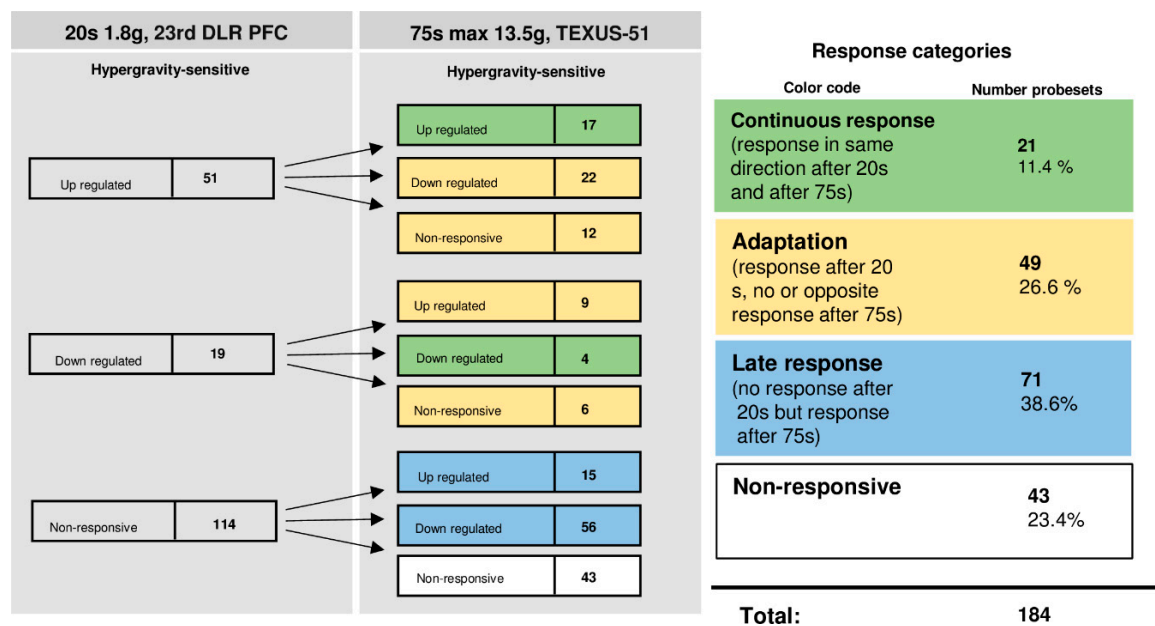 20s 1.8g, 23rd DLR PFC
Hypergravity-sensitive
Up regulated 51
Down regulated 19
Non-responsive 114
75s max 13.5g, TEXUS-51
Hypergravity-sensitive
Up regulated 17
Down regulated 22
Non-responsive 12
Up regulated 9
Down regulated 4
Non-responsive 6
Up regulated 15
Down regulated 56
Non-responsive 43
Response categories
Color code Number probesets
Continuous response
(response in same
direction after 20s
and after 75s)
21
11.4 %
Adaptation
(response after 20
s, no or opposite
response after 75s)
49
26.6 %
Late response
(no response after
20s but response
after 75s)
71
38.6%
Non-responsive
43
23.4%
Total: 184